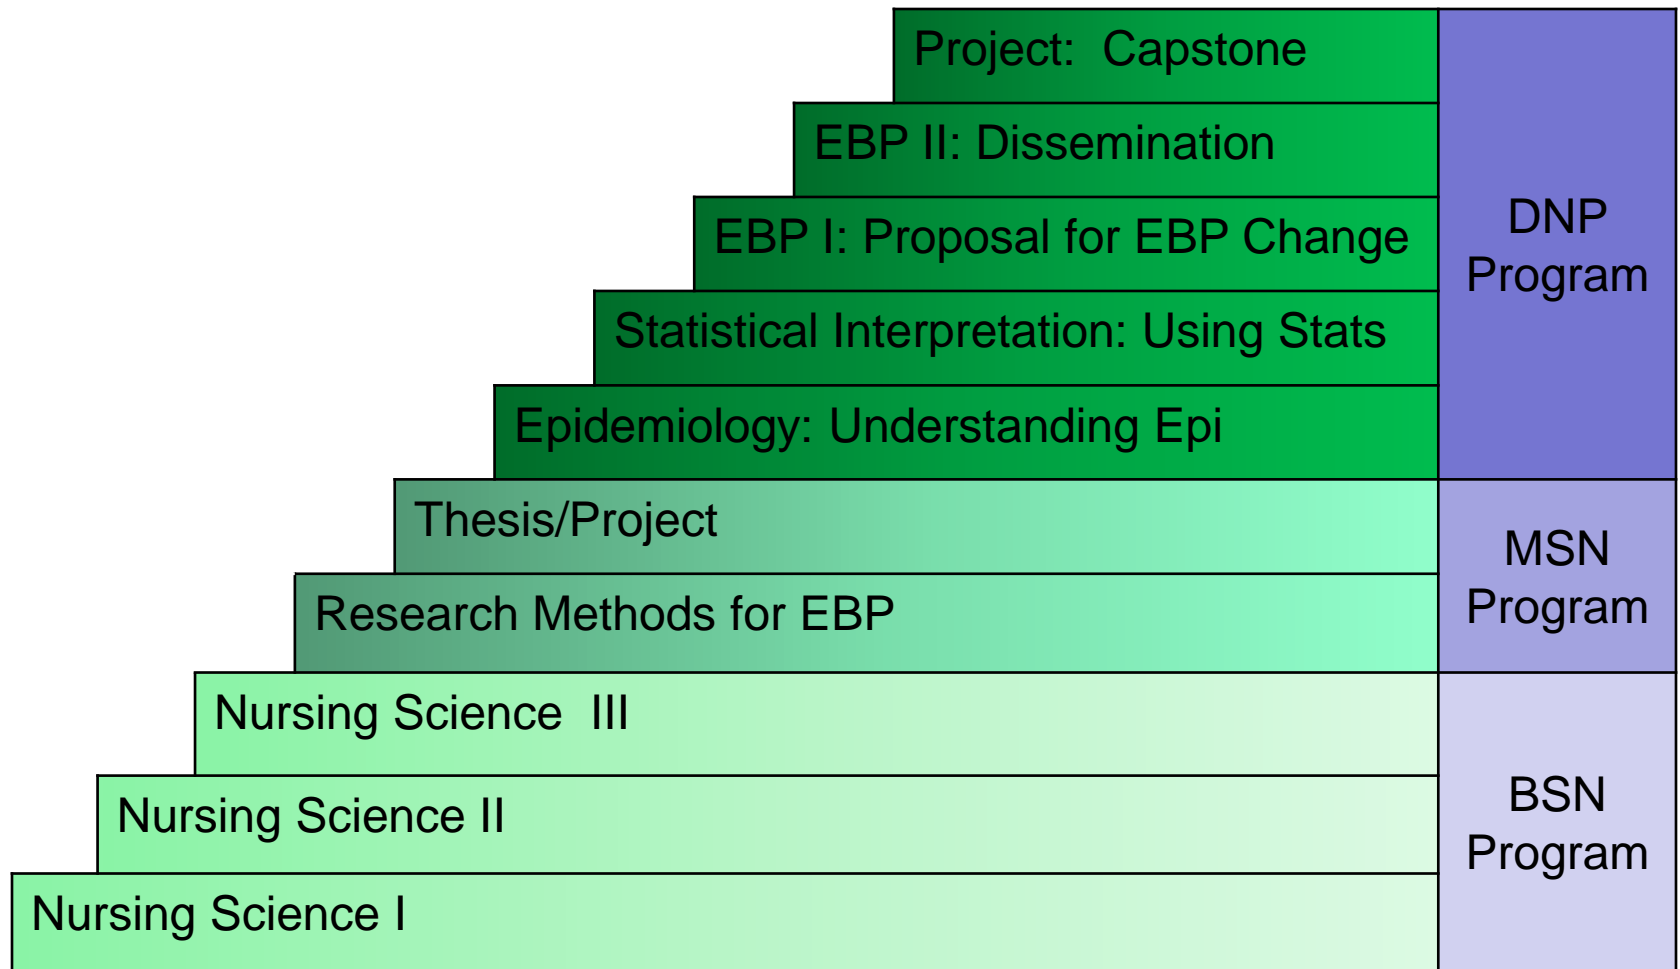 Project:  Capstone
EBP II: Dissemination
EBP I: Proposal for EBP Change
Statistical Interpretation: Using Stats
Epidemiology: Understanding Epi
DNP
Program
Thesis/Project
Research Methods for EBP
MSN
Program
Nursing Science  III
Nursing Science II
Nursing Science I
BSN
Program